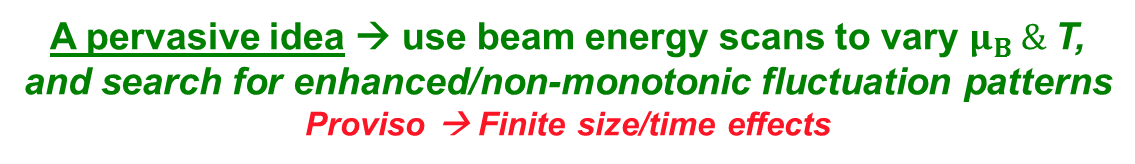 A pervasive idea → use beam energy scans to vary μB & T,
and search for enhanced/non-monotonic fluctuation patterns
Proviso → Finite size/time effects